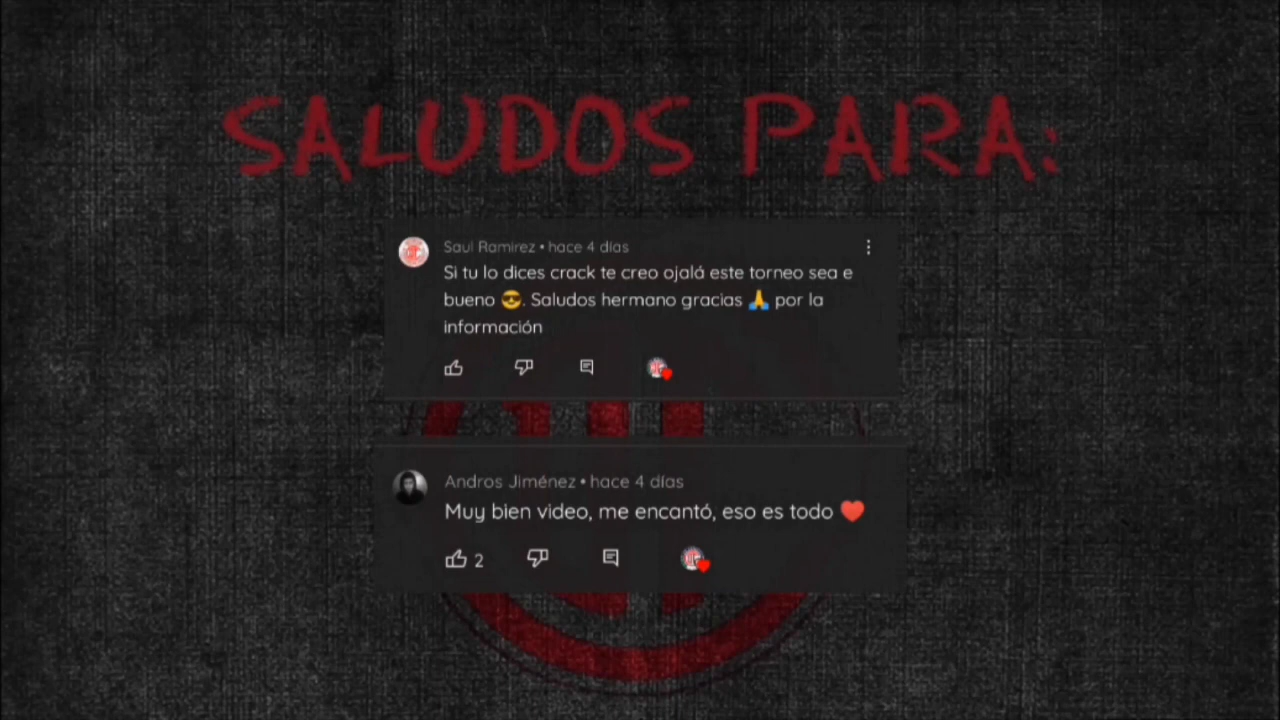 SALUDOS PARA:
Saul Ramirez • hace 4 días
Si tu lo dices crack te creo ojalá este torneo sea e
bueno 😎. Saludos hermano gracias 🙏 por la
información
Andros Jiménez • hace 4 días
Muy bien video, me encantó, eso es todo ♥️
2